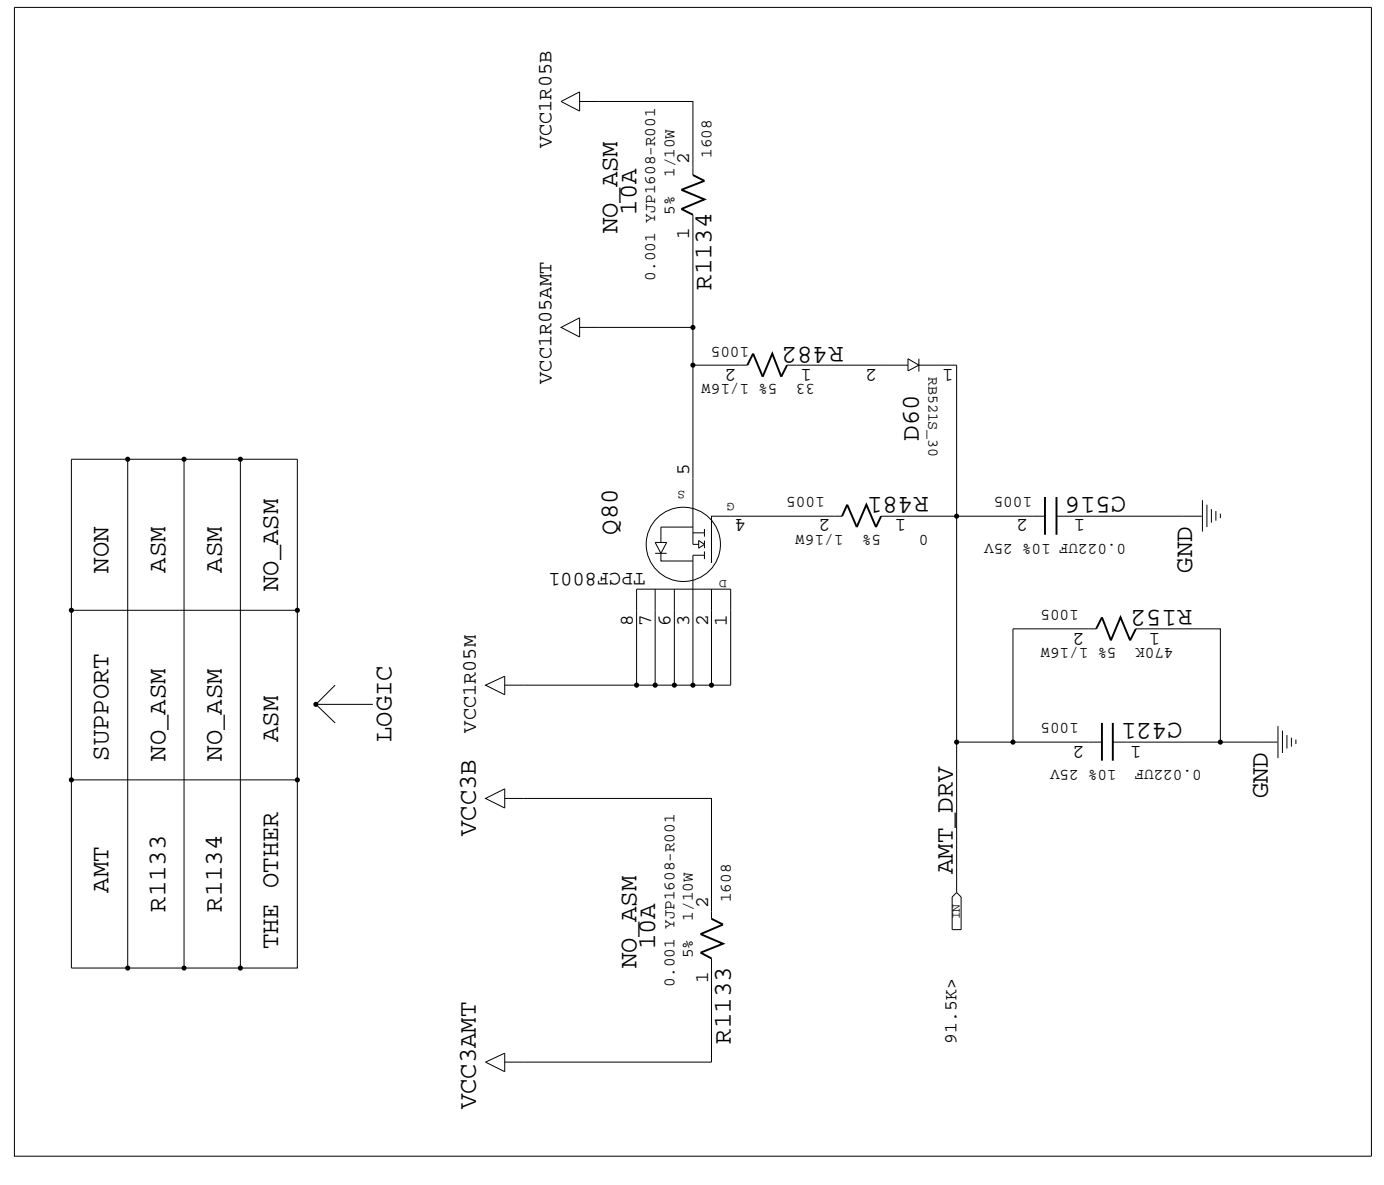 AMT SUPPORT NON
R1133 NO_ASM ASM
R1134 NO_ASM ASM
THE OTHER ASM NO_ASM
LOGIC
VCC3AMT
VCC3B
NO_ASM
10A
0.001 YJP1608-R001
5% 1/10W
1608
1
2
R1133
VCC1R05M
VCC1R05AMT
VCC1R05B
NO_ASM
10A
0.001 YJP1608-R001
5% 1/10W
1608
1
2
R1134
Q80
TPCF8001
8
7
6
3
2
1
D
S
5
G
4
R482
1005
2
1
33 5% 1/16W
2
1
D60
RB521S_30
R481
1005
2
1
0 5% 1/16W
C516
1005
2
1
0.022UF 10% 25V
GND
R152
1005
2
1
470K 5% 1/16W
C421
1005
2
1
0.022UF 10% 25V
GND
AMT_DRV
IN
91.5K>